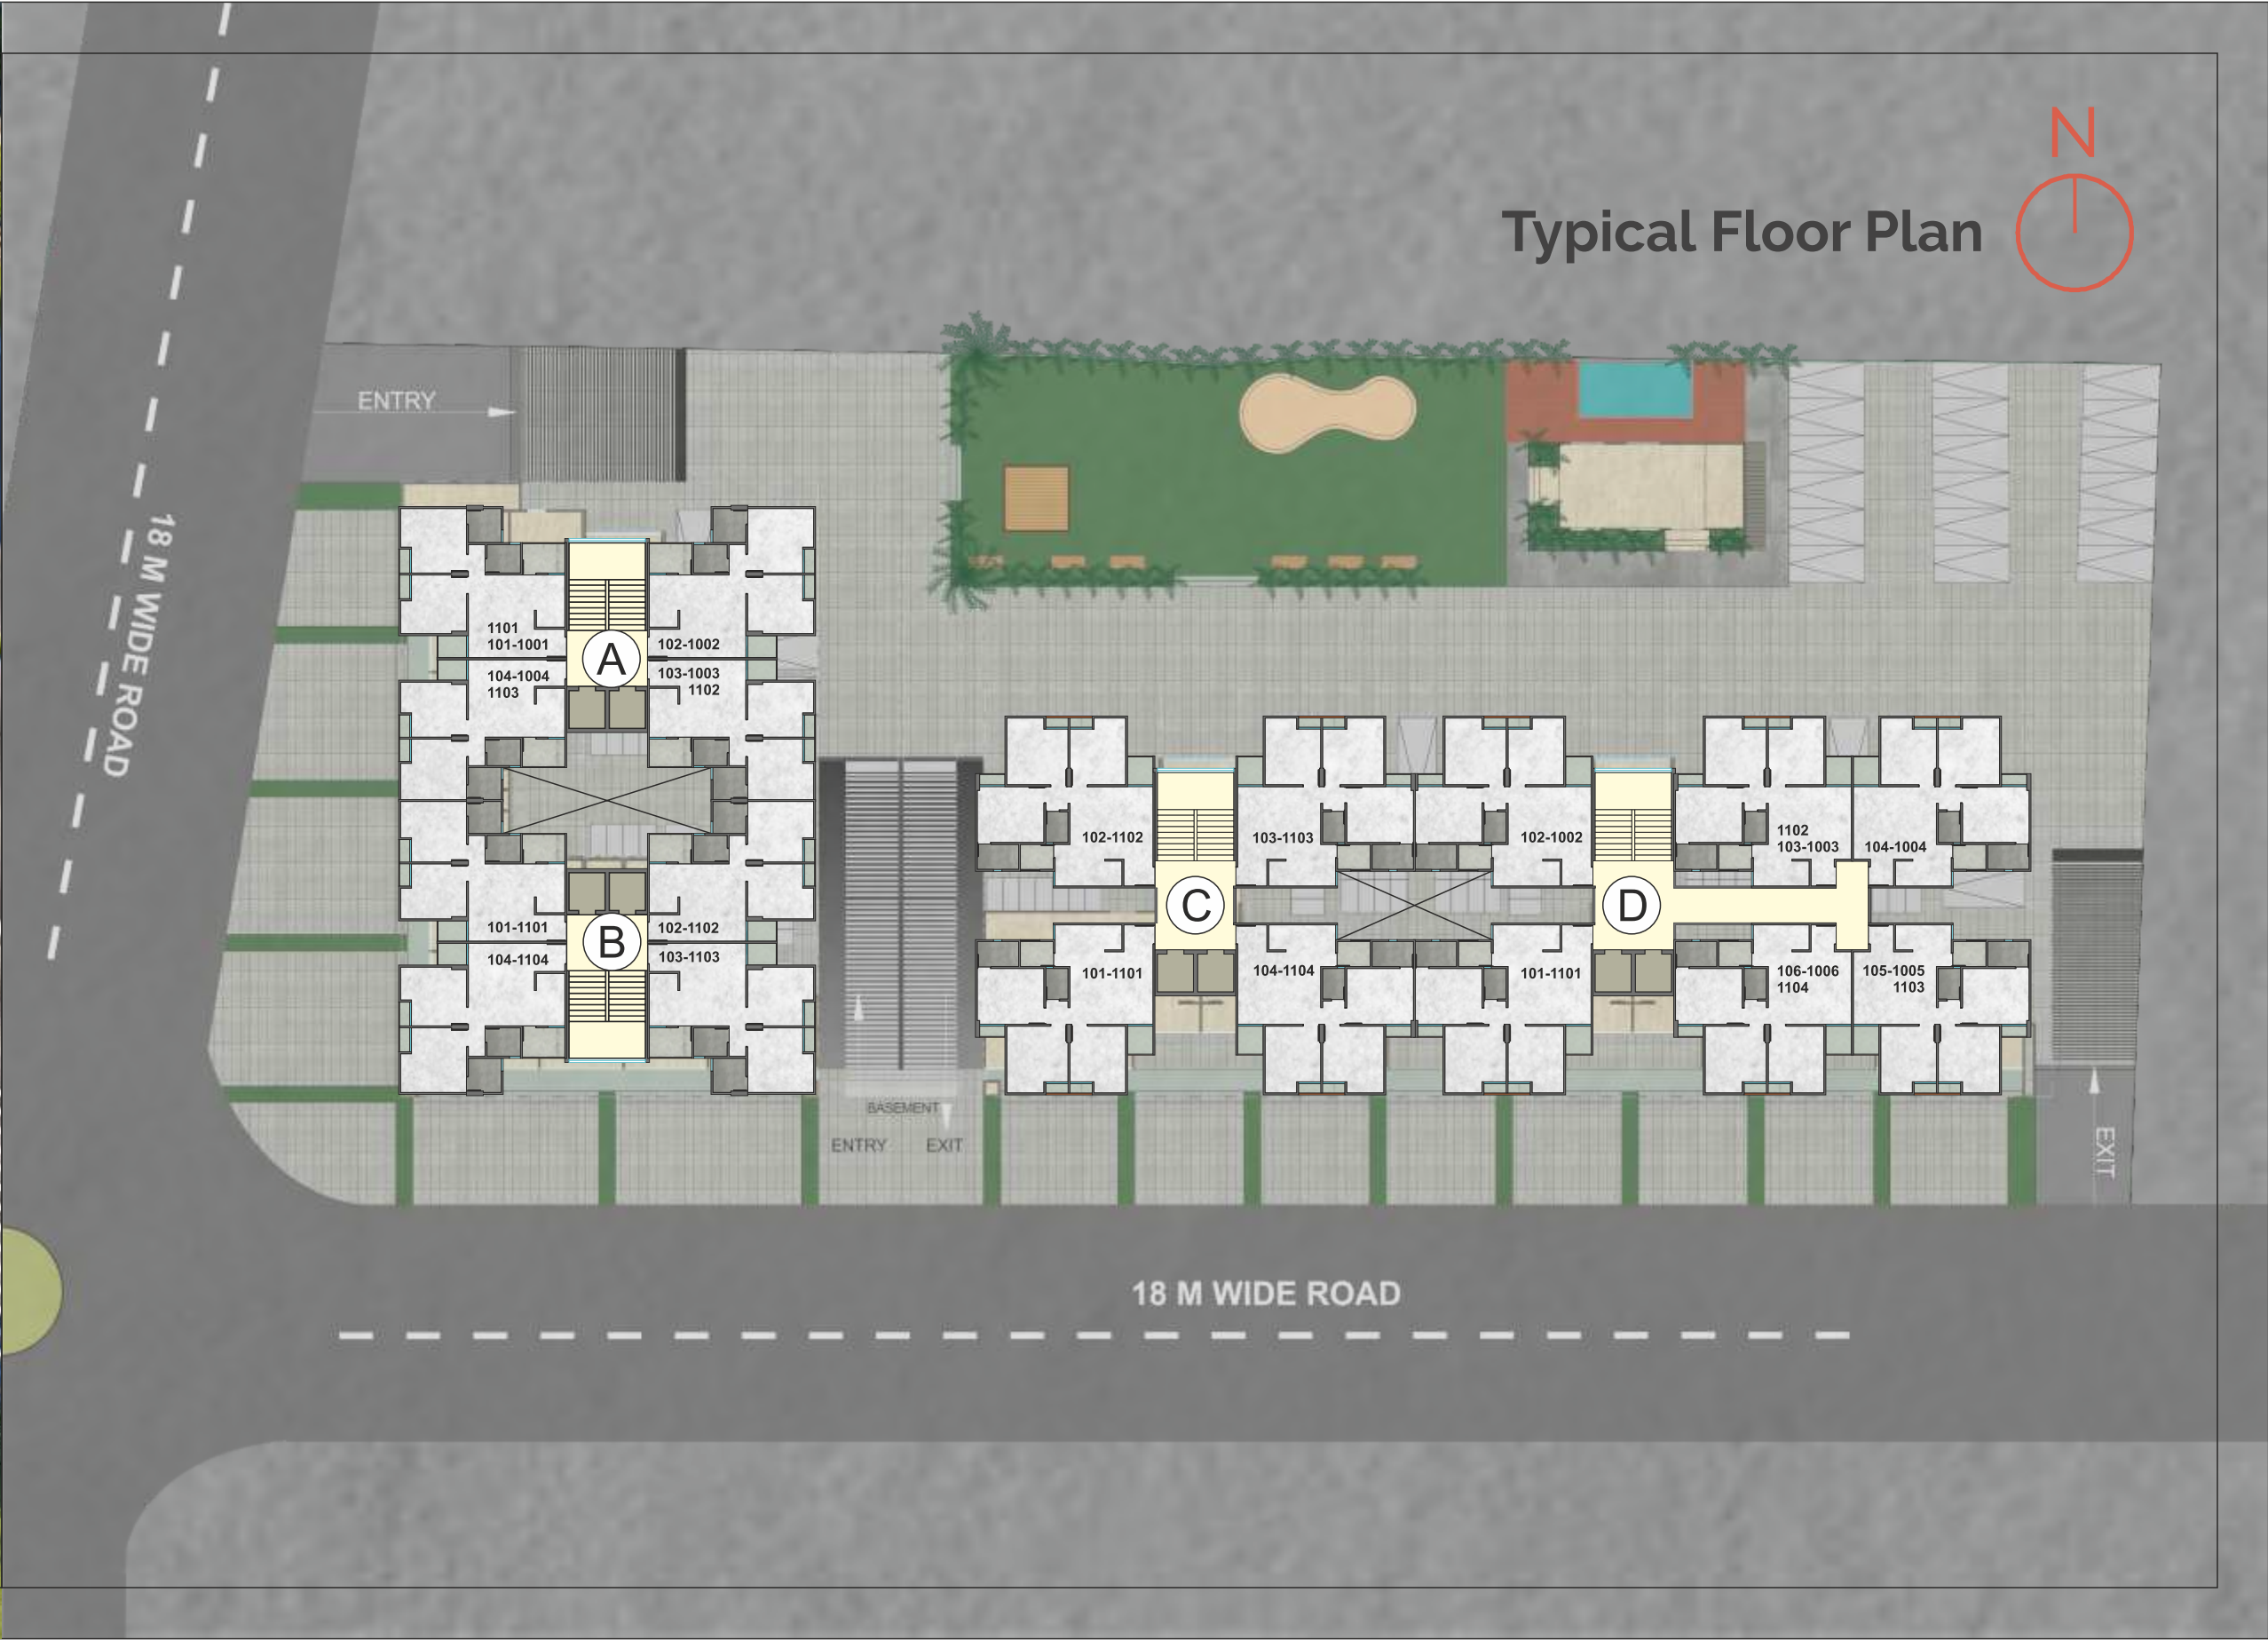 N
Typical Floor Plan
ENTRY
18 M WIDE ROAD
1101
101-1001
102-1002
A
104-1004
1103
103-1003
1102
101-1101
102-1102
B
104-1104
103-1103
102-1102
103-1103
C
101-1101
104-1104
102-1002
1102
103-1003
104-1004
D
101-1101
106-1006
1104
105-1005
1103
BASEMENT
ENTRY
EXIT
EXIT
18 M WIDE ROAD